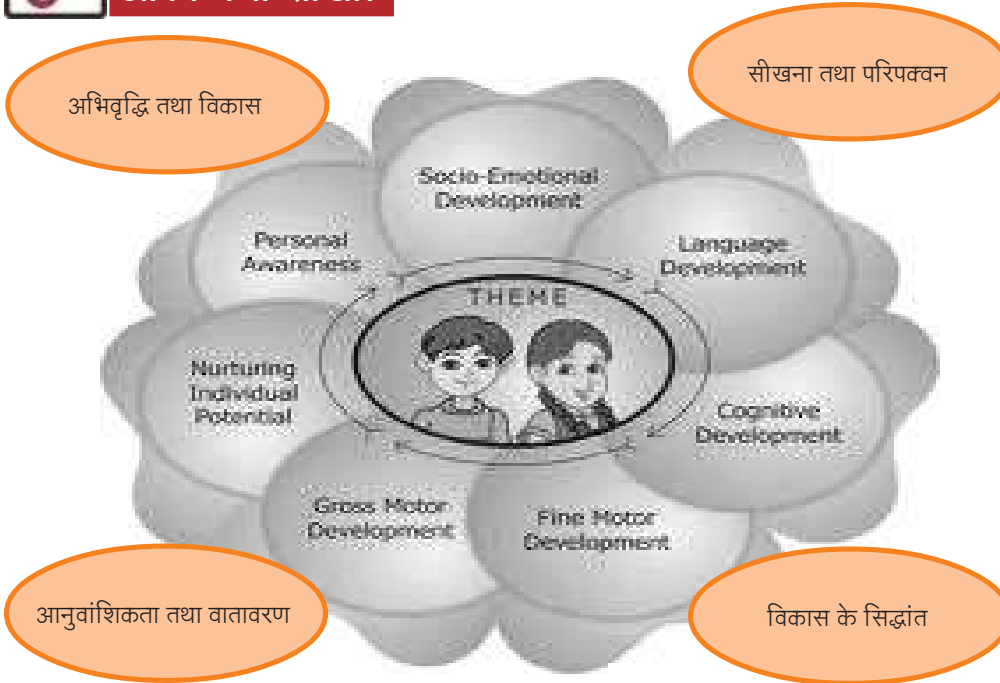 अभिवृद्धि तथा विकास
सीखना तथा परिपक्वन
Socio-Emotional
Development
Personal
Awareness
Language
Development
THEME
Nurturing
Individual
Potential
Cognitive
Development
Gross Motor
Development
Fine Motor
Development
आनुवांशिकता तथा वातावरण
विकास के सिद्धांत